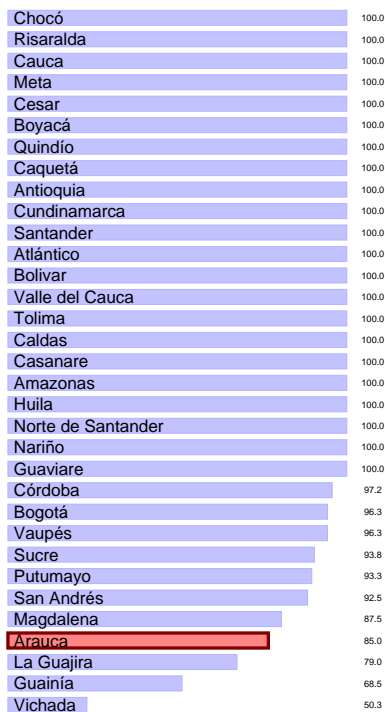 Chocó 100.0
Risaralda 100.0
Cauca 100.0
Meta 100.0
Cesar 100.0
Boyacá 100.0
Quindío 100.0
Caquetá 100.0
Antioquia 100.0
Cundinamarca 100.0
Santander 100.0
Atlántico 100.0
Bolivar 100.0
Valle del Cauca 100.0
Tolima 100.0
Caldas 100.0
Casanare 100.0
Amazonas 100.0
Huila 100.0
Norte de Santander 100.0
Nariño 100.0
Guaviare 100.0
Córdoba 97.2
Bogotá 96.3
Vaupés 96.3
Sucre 93.8
Putumayo 93.3
San Andrés 92.5
Magdalena 87.5
Arauca 85.0
La Guajira 79.0
Guainía 68.5
Vichada 50.3